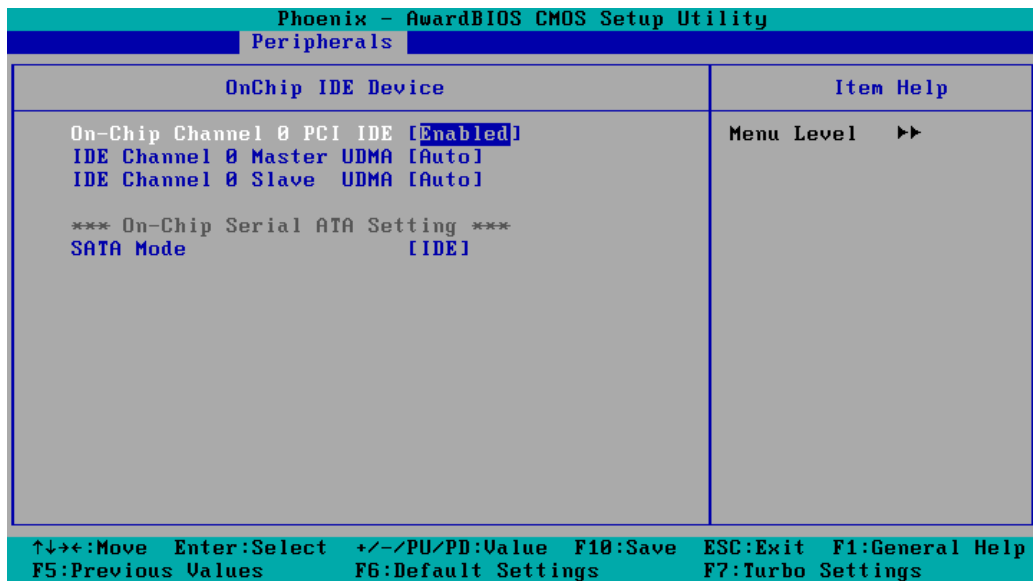 Phoenix - AwardBIOS CMOS Setup Utility
Peripherals
OnChip IDE Device
Item Help
On-Chip Channel 0 PCI IDE [Enabled]
Menu Level ▶▶
IDE Channel 0 Master UDMA [Auto]
IDE Channel 0 Slave UDMA [Auto]
*** On-Chip Serial ATA Setting ***
SATA Mode [IDE]
↑↓→←:Move Enter:Select +/-/PU/PD:Value F10:Save ESC:Exit F1:General Help
F5:Previous Values F6:Default Settings F7:Turbo Settings